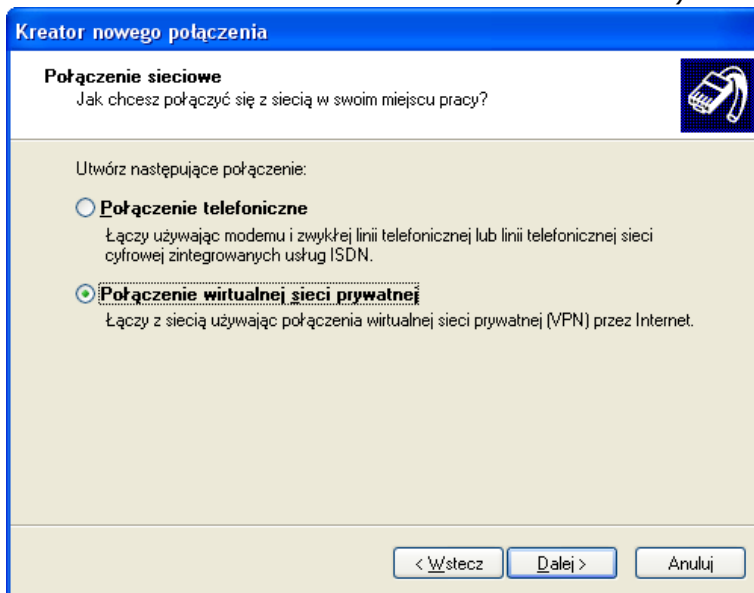 Kreator nowego połączenia
Połączenie sieciowe
Jak chcesz połączyć się z siecią w swoim miejscu pracy?
Utwórz następujące połączenie:
Połączenie telefoniczne
Łączy używając modemu i zwykłej linii telefonicznej lub linii telefonicznej sieci
cyfrowej zintegrowanych usług ISDN.
Połączenie wirtualnej sieci prywatnej
Łączy z siecią używając połączenia wirtualnej sieci prywatnej (VPN) przez Internet.
< Wstecz Dalej > Anuluj